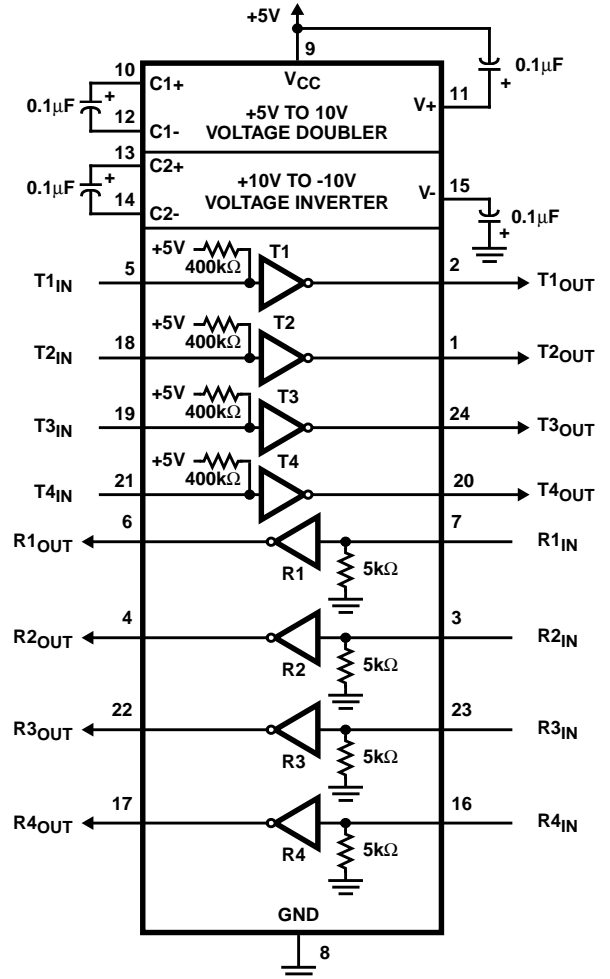 +5V
9
10
C1+
VCC
0.1μF
+
0.1μF
+
11
V+
12
C1-
+5V TO 10V
VOLTAGE DOUBLER
13
C2+
0.1μF
+
+10V TO -10V
VOLTAGE INVERTER
V-
15
14
C2-
0.1μF
+
+5V
400kΩ
T1
T1IN
5
2
T1OUT
+5V
400kΩ
T2
T2IN
18
1
T2OUT
+5V
400kΩ
T3
T3IN
19
24
T3OUT
+5V
400kΩ
T4
T4IN
21
20
T4OUT
R1OUT
6
7
R1IN
R1
5kΩ
R2OUT
4
3
R2IN
R2
5kΩ
R3OUT
22
23
R3IN
R3
5kΩ
R4OUT
17
16
R4IN
R4
5kΩ
GND
8